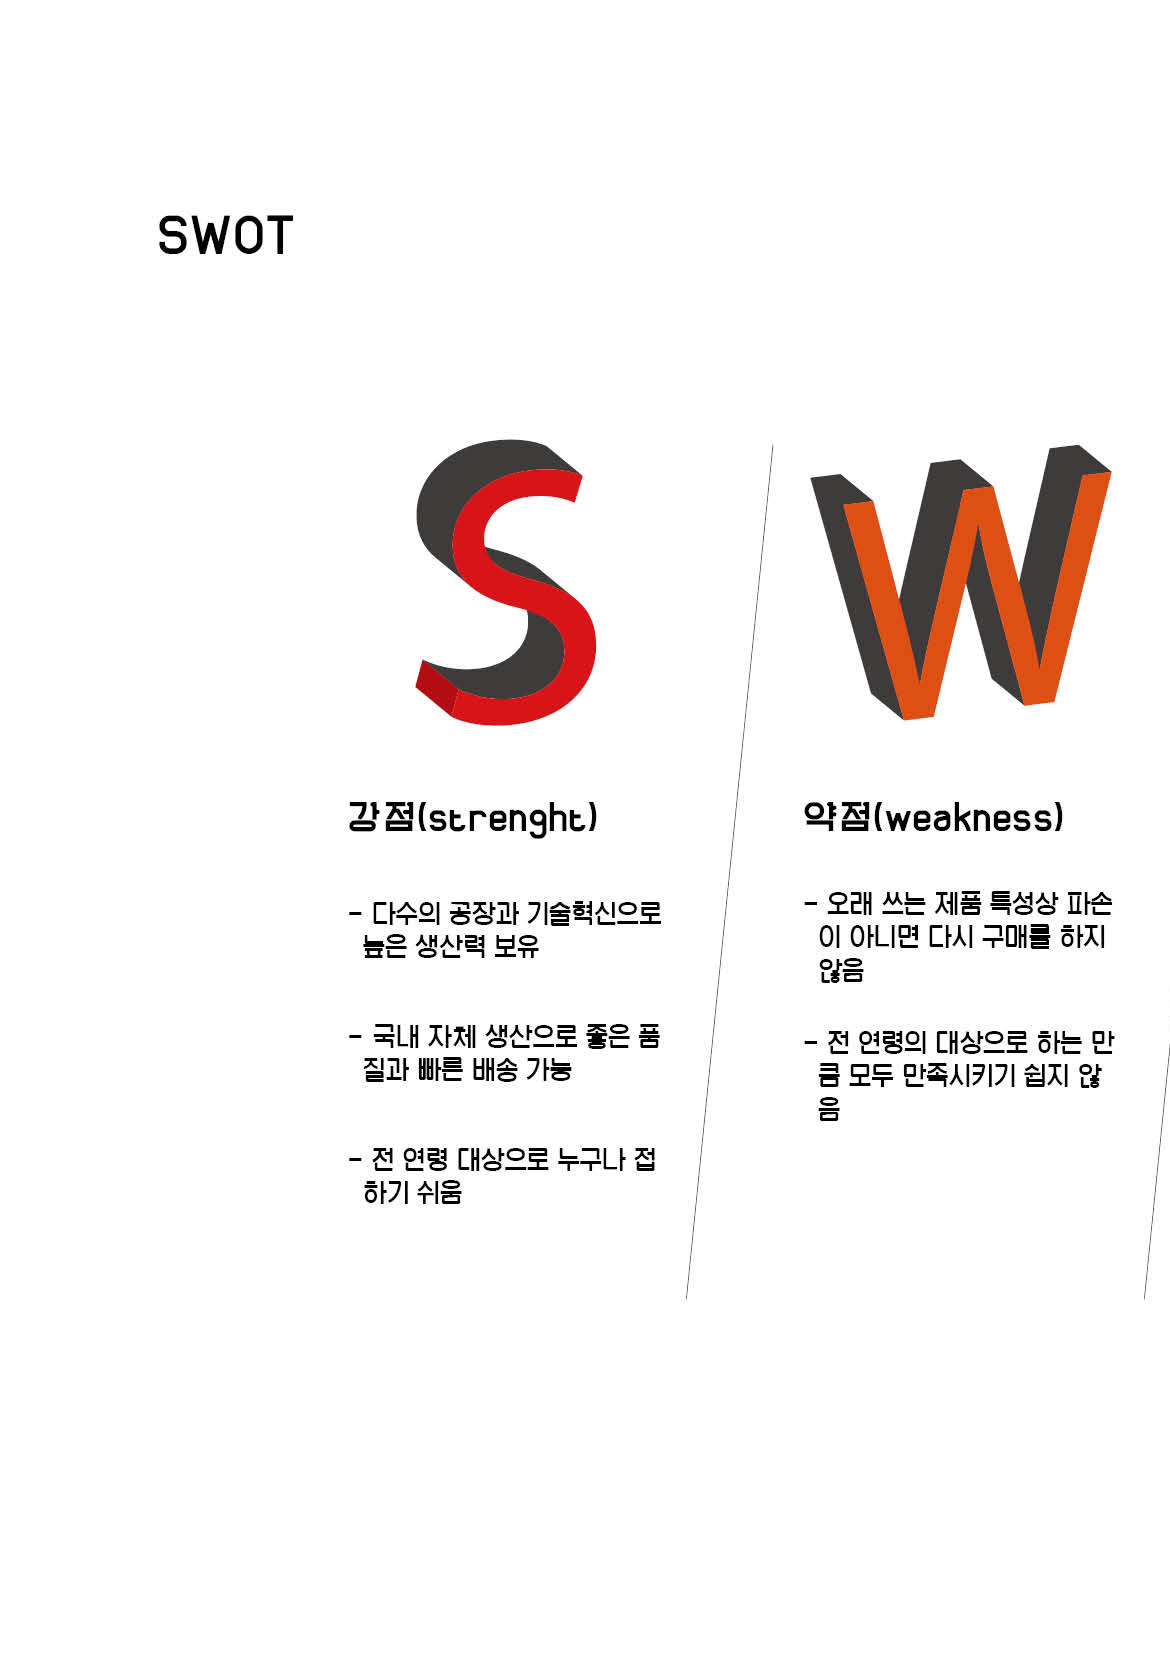 SWOT
S
W
강점(strenght)
- 다수의 공장과 기술혁신으로
높은 생산력 보유
- 국내 자체 생산으로 좋은 품
질과 빠른 배송 가능
- 전 연령 대상으로 누구나 접
하기 쉬움
약점(weakness)
- 오래 쓰는 제품 특성상 파손
이 아니면 다시 구매를 하지
않음
- 전 연령의 대상으로 하는 만
큼 모두 만족시키기 쉽지 않
음